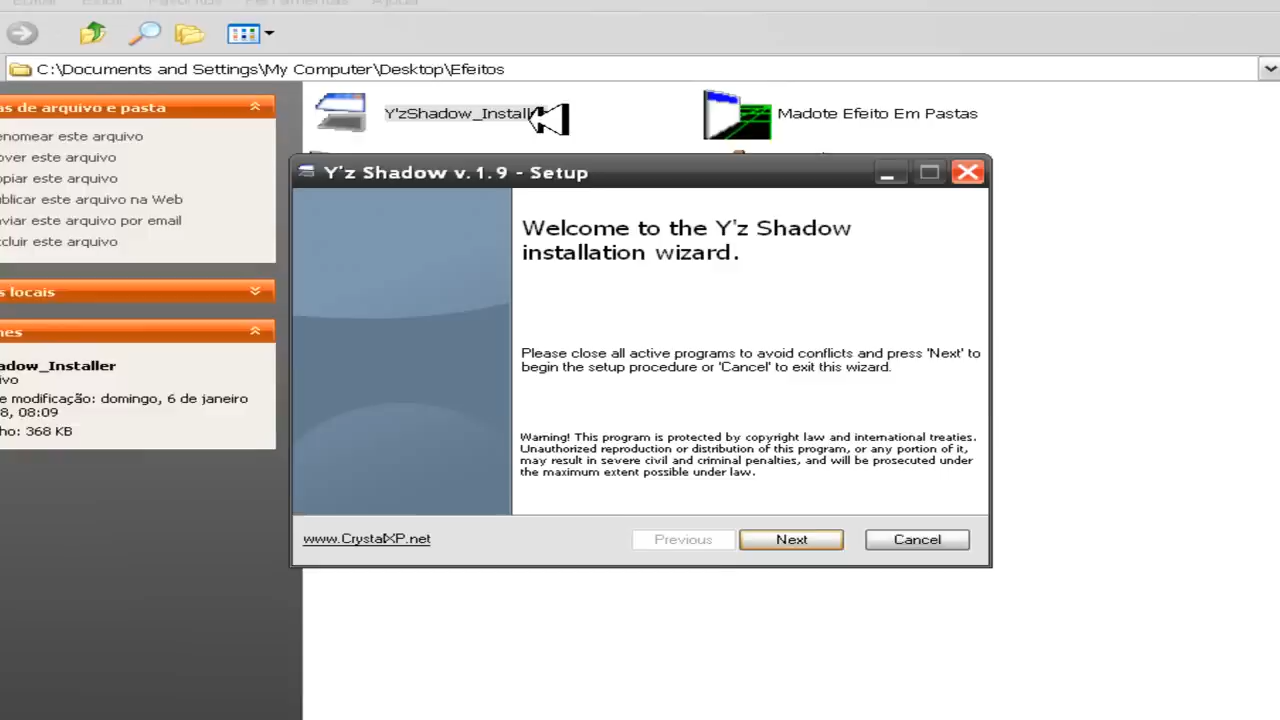 C:\Documents and Settings\My Computer\Desktop\Efeitos
as de arquivo e pasta
enomear este arquivo
over este arquivo
opiar este arquivo
ublicar este arquivo na Web
nviar este arquivo por email
xcluir este arquivo
s locais
hes
adow_Installer
ivo
e modificação: domingo, 6 de janeiro
8, 08:09
ho: 368 KB
Y'zShadow_Install
Madote Efeito Em Pastas
Y'z Shadow v.1.9 - Setup
Welcome to the Y'z Shadow
installation wizard.
Please close all active programs to avoid conflicts and press 'Next' to
begin the setup procedure or 'Cancel' to exit this wizard.
Warning! This program is protected by copyright law and international treaties.
Unauthorized reproduction or distribution of this program, or any portion of it,
may result in severe civil and criminal penalties, and will be prosecuted under
the maximum extent possible under law.
www.CrystalXP.net
Previous
Next
Cancel